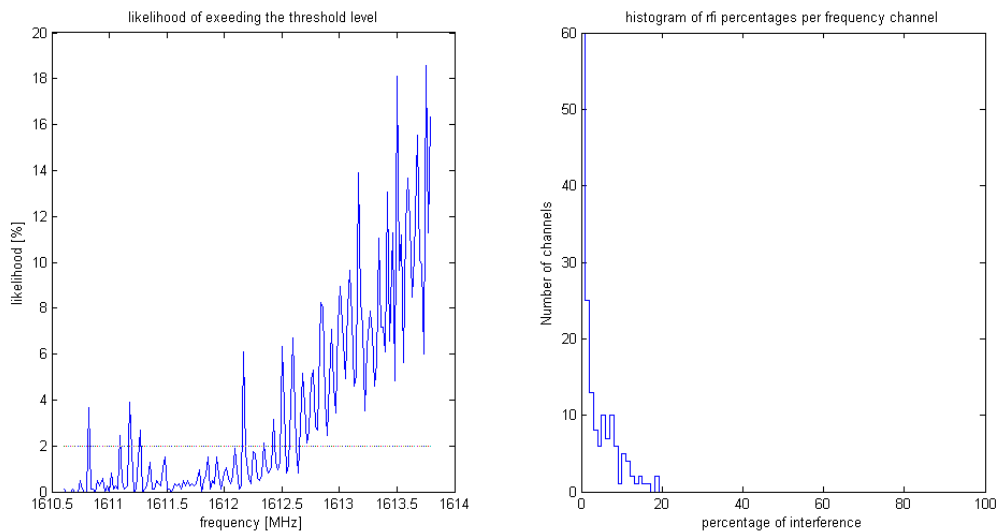 likelihood of exeeding the threshold level
20
18
16
14
12
10
8
6
4
2
0
likelihood [%]
1610.5 1611 1611.5 1612 1612.5 1613 1613.5 1614
frequency [MHz]
histogram of rfi percentages per frequency channel
60
50
40
30
20
10
0
Number of channels
0 20 40 60 80 100
percentage of interference